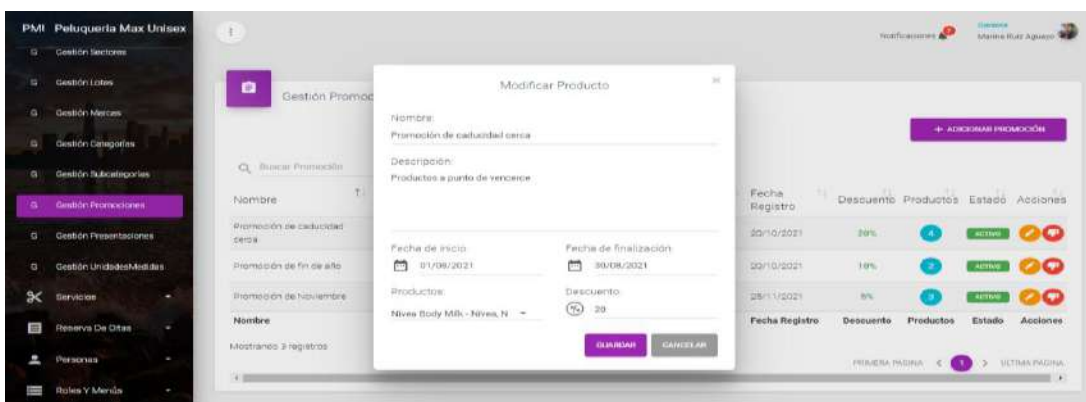 PMI Peluquería Max Unisex
G Gestión Sectores
G Gestión Lotes
G Gestión Marcas
G Gestión Categorías
G Gestión Subcategorías
G Gestión Promociones
G Gestión Presentaciones
G Gestión UnidadesMedidas
Servicios
Reserva De Citas
Personas
Roles Y Menús
Notificaciones
Marina Ruiz Aguayo
Gestión Promoc
+ ADICIONAR PROMOCIÓN
Buscar Promoción
Nombre
Fecha Registro
Descuento
Productos
Estado
Acciones
Promoción de caducidad cerca
20/10/2021
20%
4
ACTIVO
Promoción de fin de año
20/10/2021
10%
2
ACTIVO
Promoción de Noviembre
25/11/2021
5%
3
ACTIVO
Nombre
Fecha Registro
Descuento
Productos
Estado
Acciones
Mostrando 3 registros
PRIMERA PAGINA
1
ULTIMA PAGINA
Modificar Producto
Nombre:
Promoción de caducidad cerca
Descripción:
Productos a punto de vencerce
Fecha de inicio:
01/08/2021
Fecha de finalización:
30/08/2021
Productos:
Nivea Body Milk - Nivea, N
Descuento:
20
GUARDAR
CANCELAR